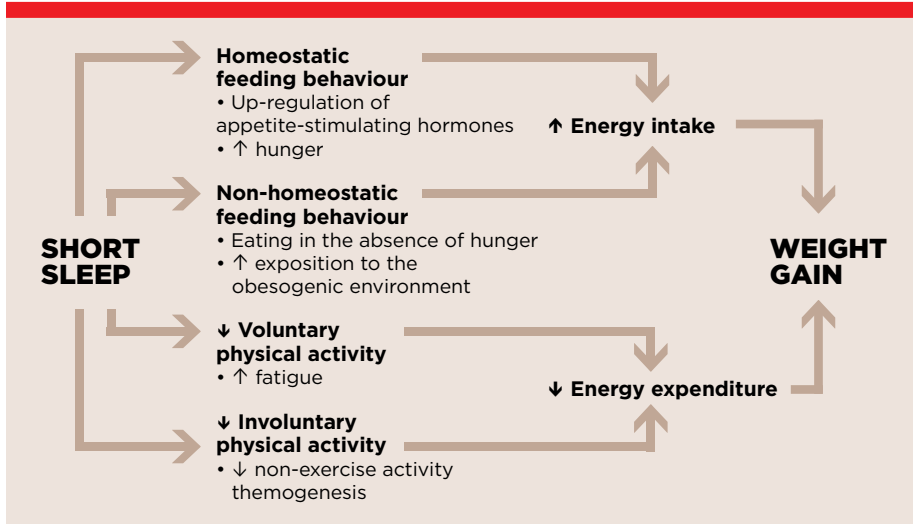 Homeostatic
feeding behaviour
• Up-regulation of
appetite-stimulating hormones
• ↑ hunger
↑ Energy intake
Non-homeostatic
feeding behaviour
• Eating in the absence of hunger
• ↑ exposition to the
obesogenic environment
SHORT
SLEEP
WEIGHT
GAIN
↓ Voluntary
physical activity
• ↑ fatigue
↓ Energy expenditure
↓ Involuntary
physical activity
• ↓ non-exercise activity
themogenesis